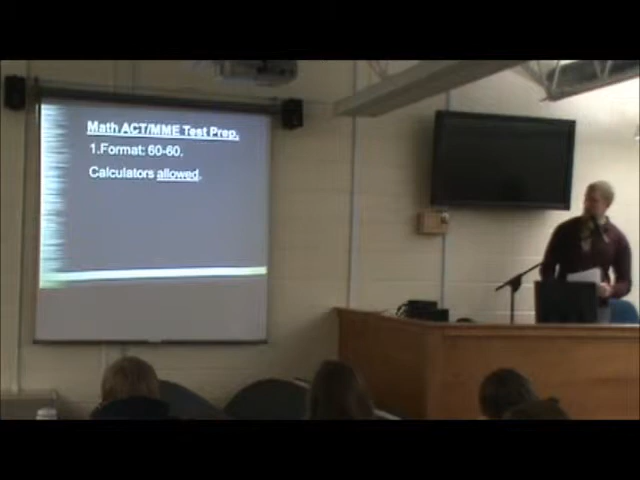 Math ACT/MME Test Prep.
1.Format: 60-60.
Calculators allowed.